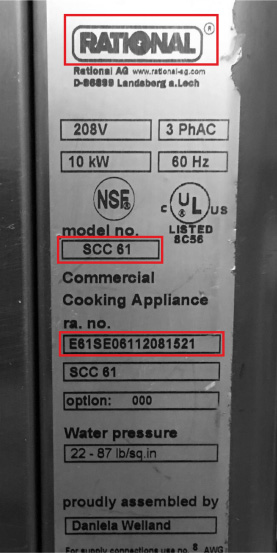 RATIONAL ®
Rational AG www.rational-ag.com
D-86899 Landsberg a.Lech
208V 3 PhAC
10 kW 60 Hz
NSF® c UL® US
LISTED
8C56
model no.
SCC 61
Commercial
Cooking Appliance
ra. no.
E61SE06112081521
SCC 61
option: 000
Water pressure
22 - 87 lb/sq.in
proudly assembled by
Daniela Weiland
For supply connections use no. 8 AWG